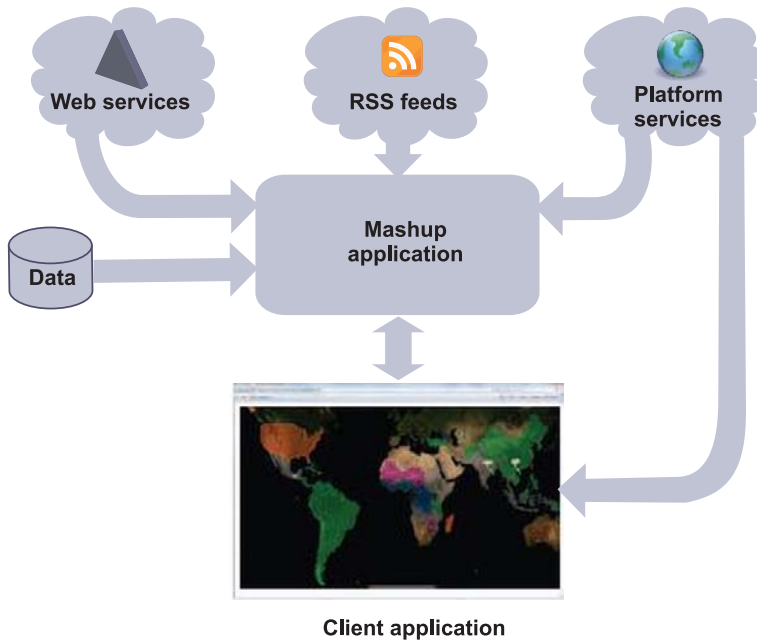 Web services
RSS feeds
Platform
services
Mashup
application
Data
Client application